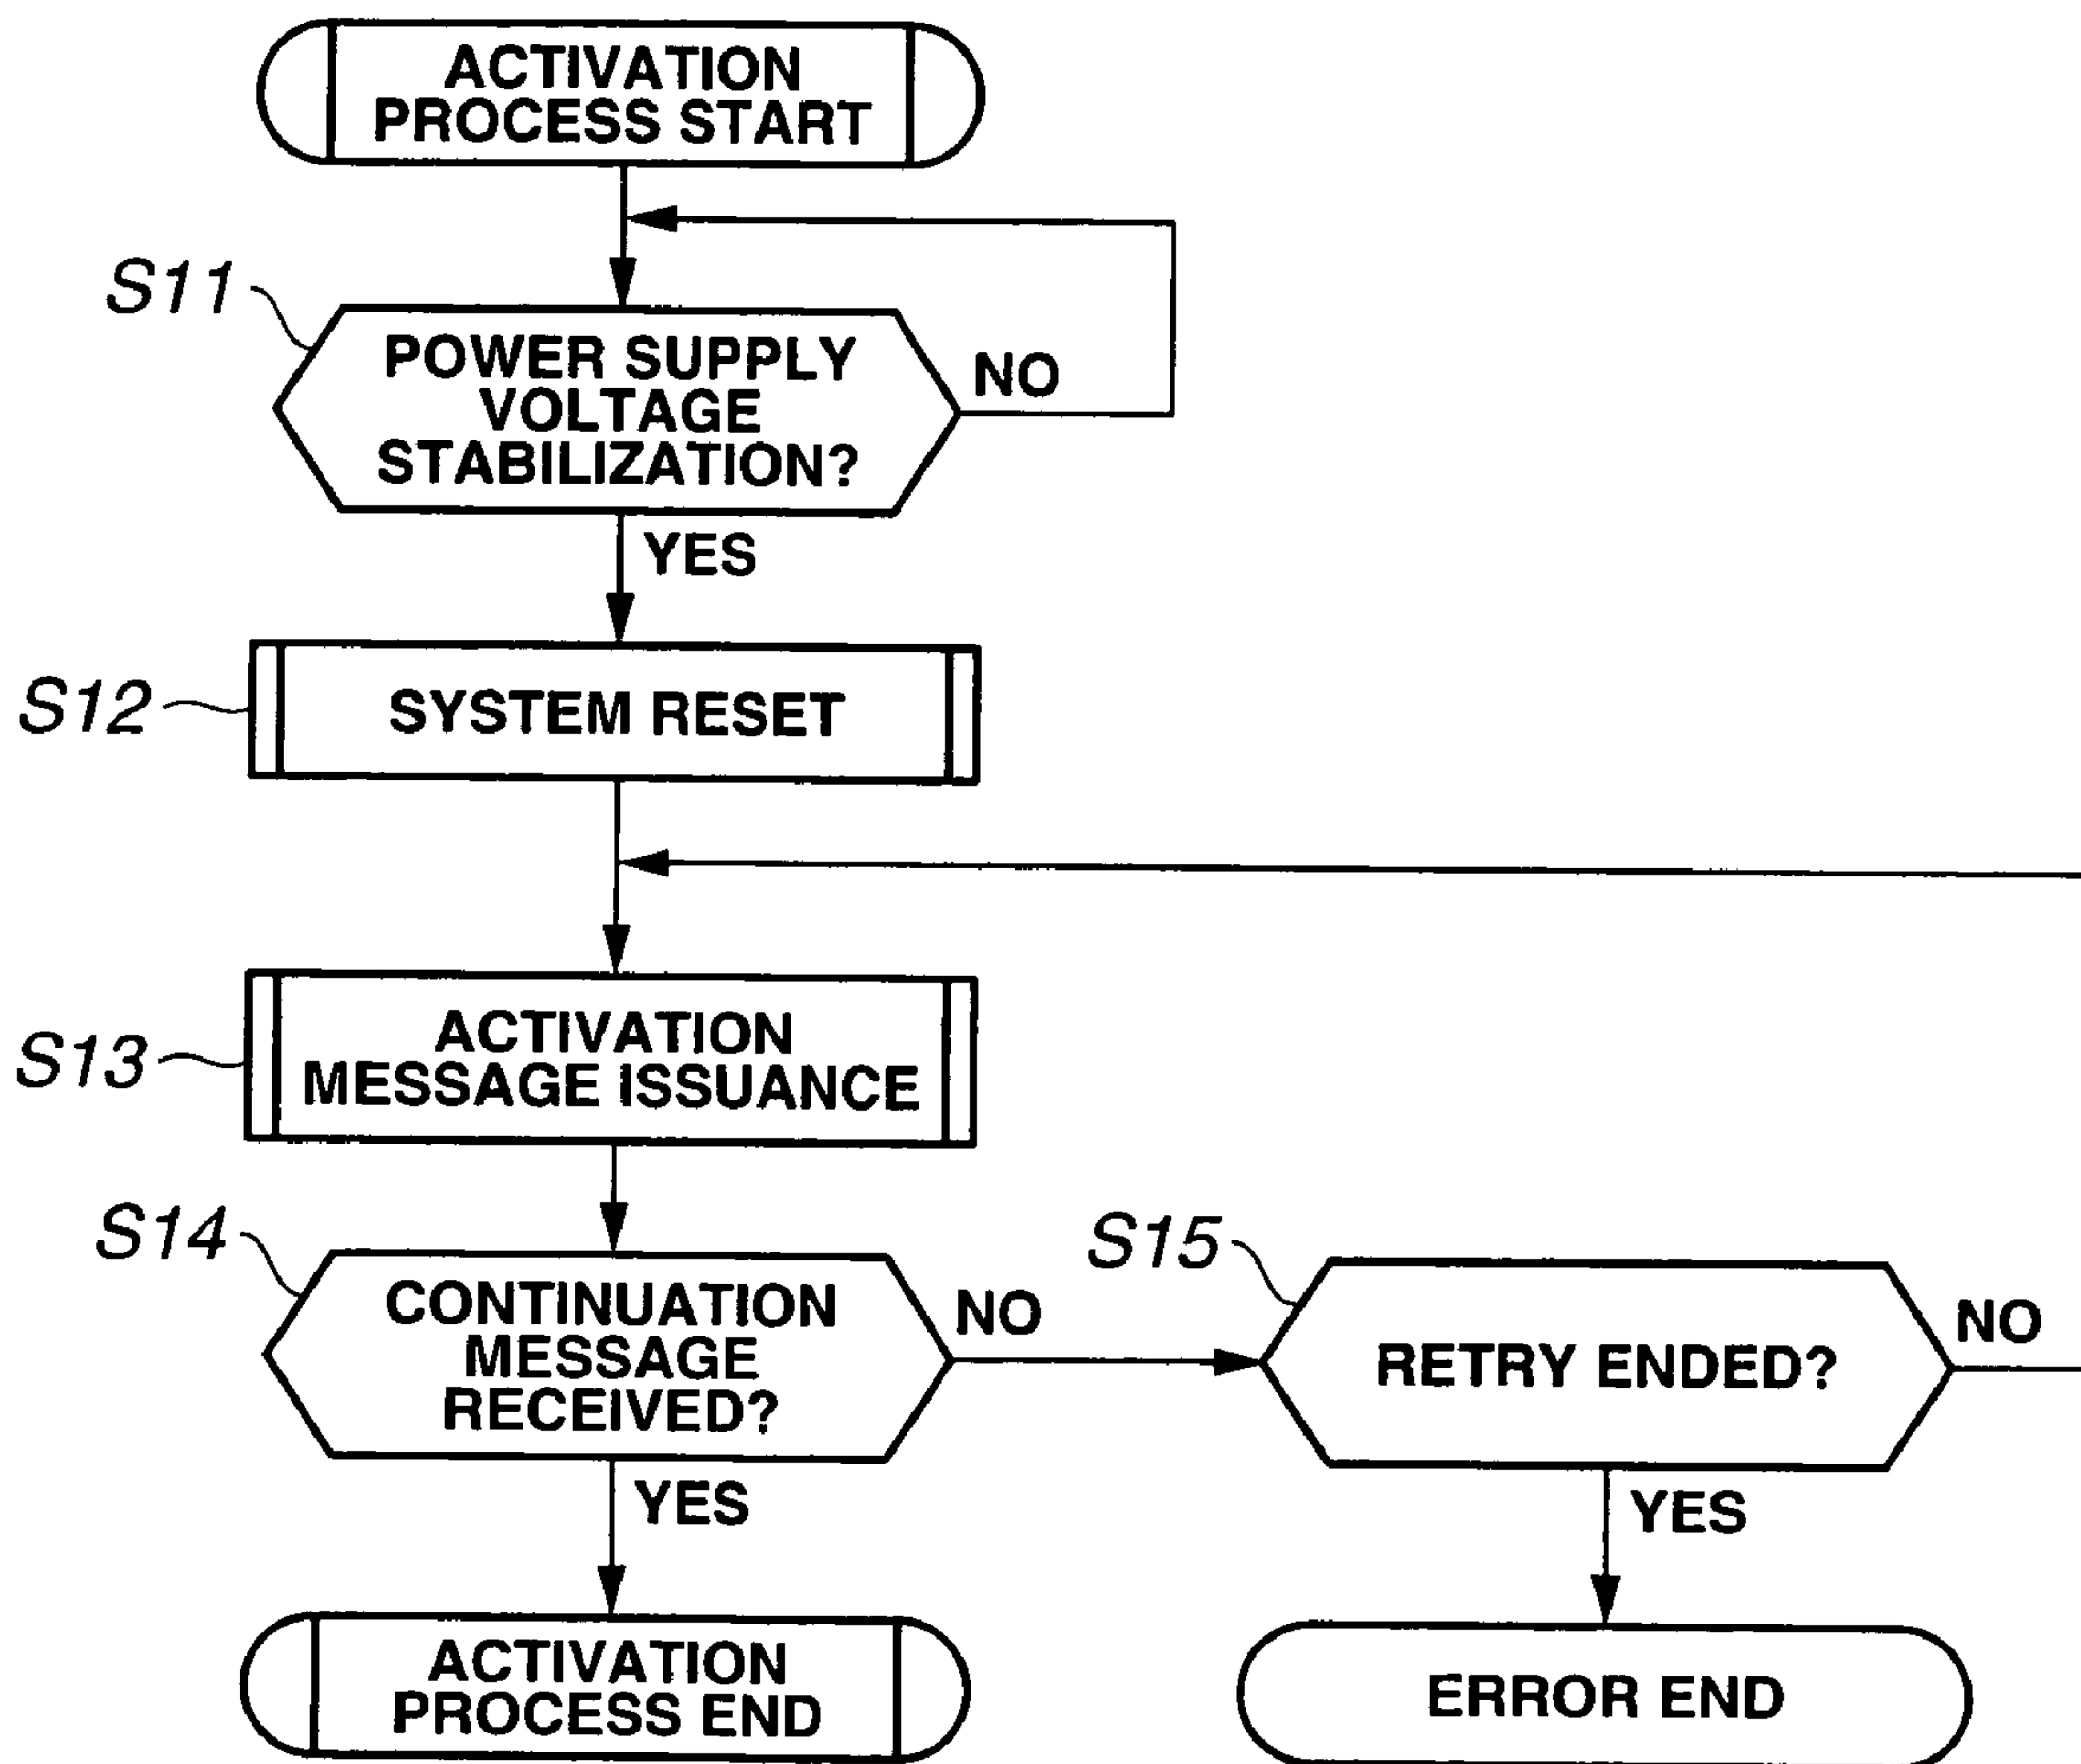 ACTIVATION
PROCESS START
S11
POWER SUPPLY
VOLTAGE
STABILIZATION?
NO
YES
S12
SYSTEM RESET
S13
ACTIVATION
MESSAGE ISSUANCE
S14
CONTINUATION
MESSAGE
RECEIVED?
NO
YES
S15
RETRY ENDED?
NO
YES
ACTIVATION
PROCESS END
ERROR END